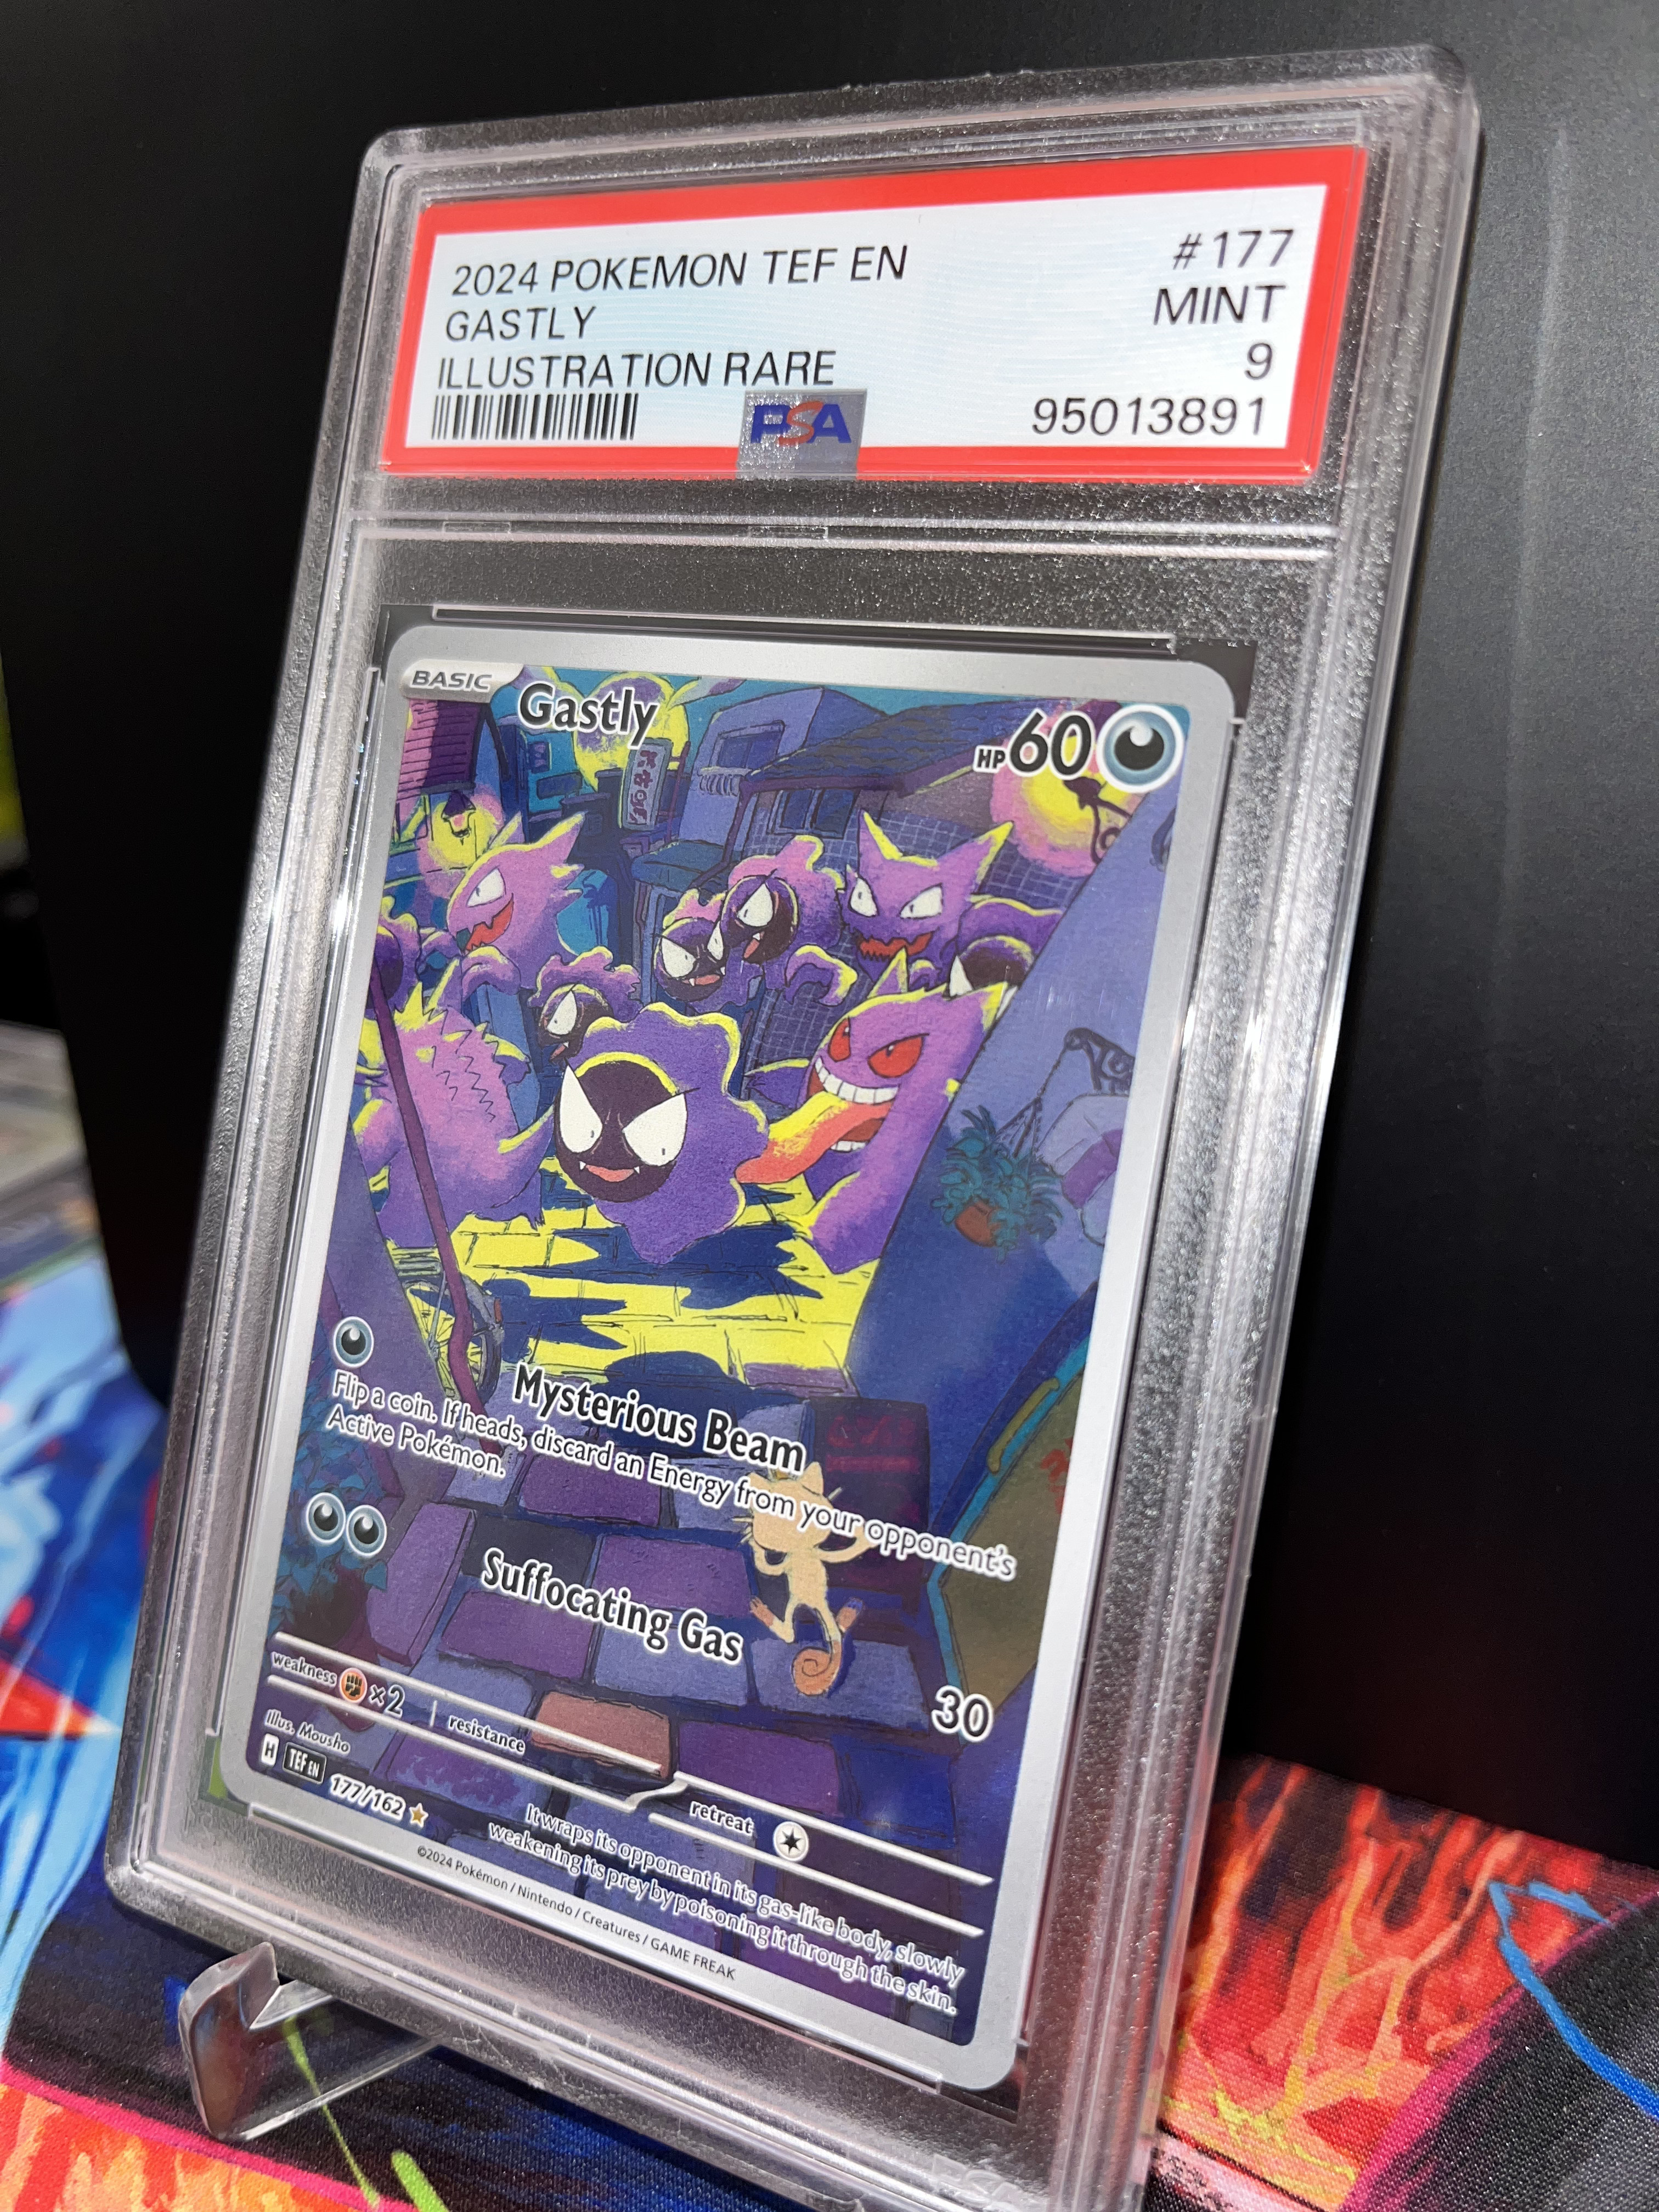 2024 POKEMON TEF EN #177
GASTLY MINT
ILLUSTRATION RARE 9
PSA 95013891
BASIC Gastly HP 60
Mysterious Beam
Flip a coin. If heads, discard an Energy from your opponent's
Active Pokémon.
Suffocating Gas 30
weakness ×2 resistance retreat
Illus. Mousho
H TEF EN 177/162
It wraps its opponent in its gas-like body, slowly
weakening its prey by poisoning it through the skin.
©2024 Pokémon / Nintendo / Creatures / GAME FREAK